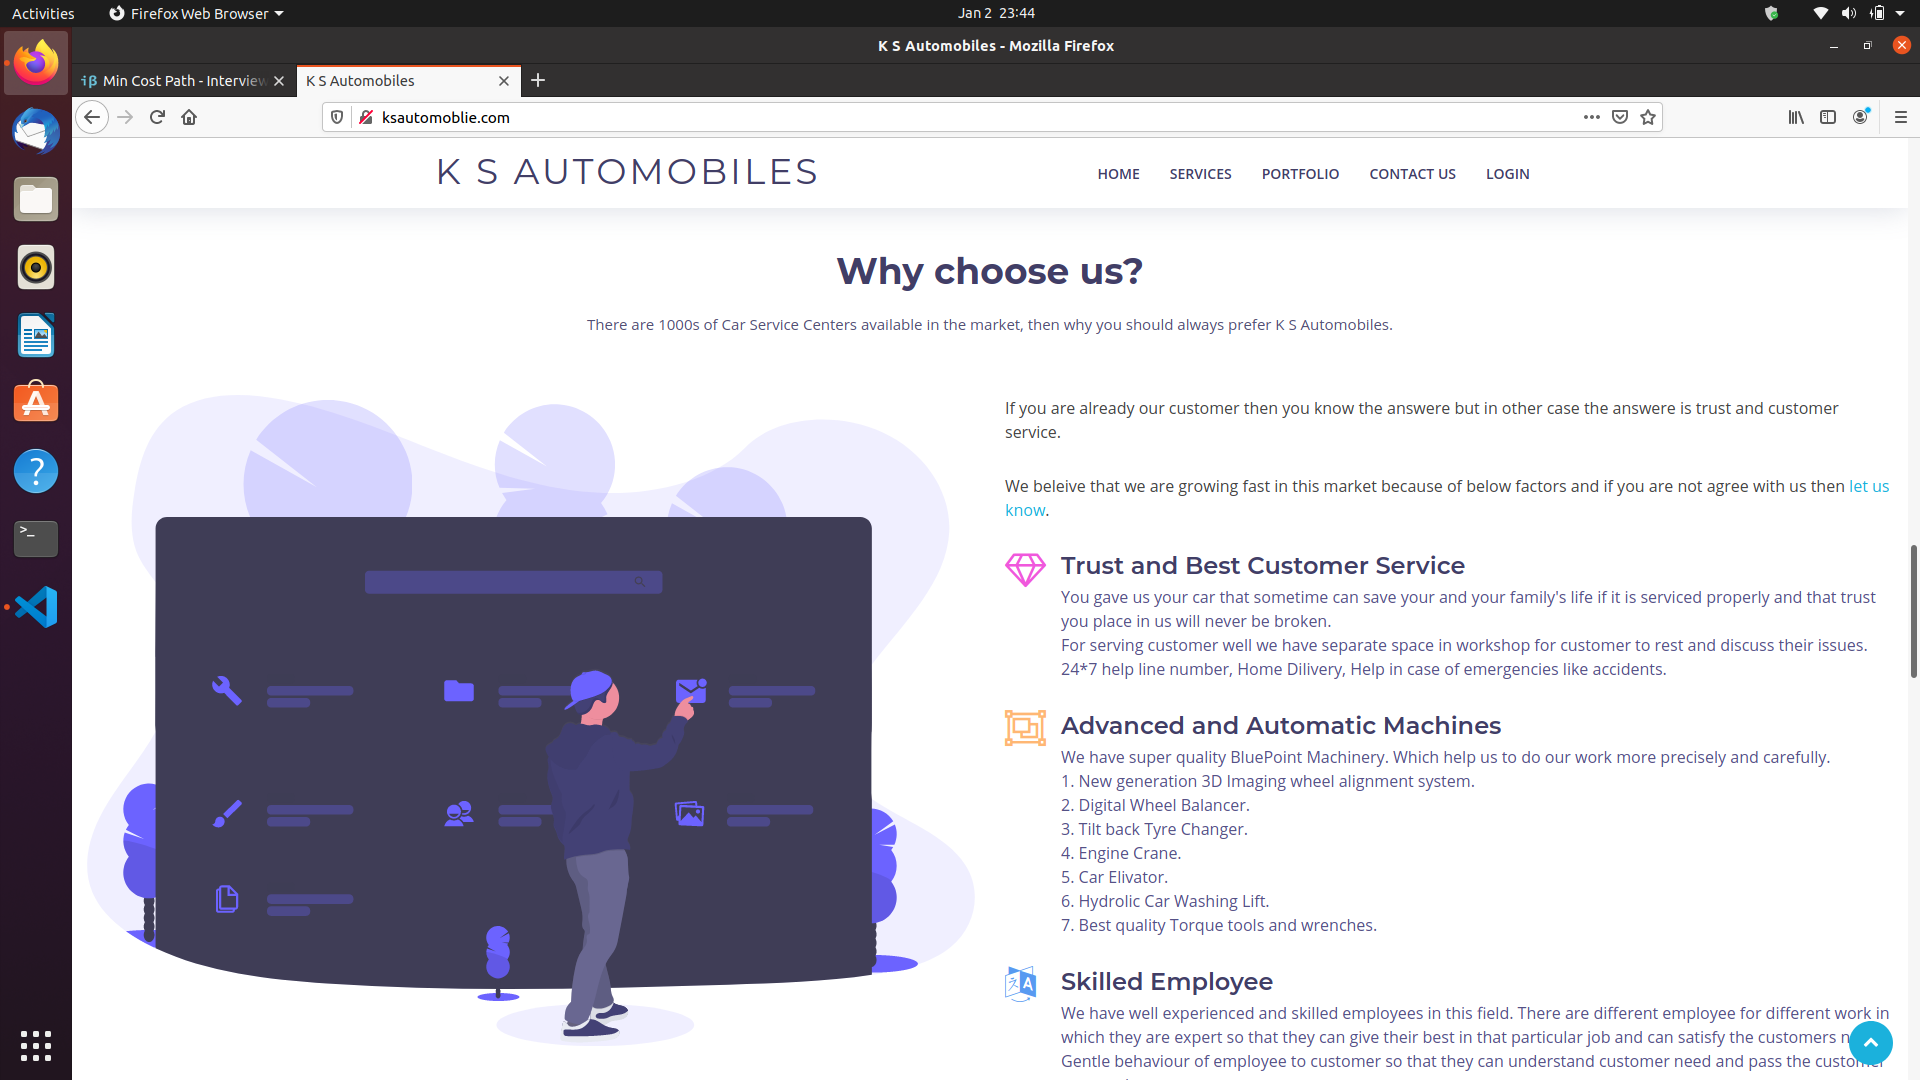 Activities
Firefox Web Browser
Jan 2 23:44
K S Automobiles - Mozilla Firefox
iβ Min Cost Path - Interview
K S Automobiles
ksautomoblie.com
K S AUTOMOBILES
HOME SERVICES PORTFOLIO CONTACT US LOGIN
Why choose us?
There are 1000s of Car Service Centers available in the market, then why you should always prefer K S Automobiles.
If you are already our customer then you know the answere but in other case the answere is trust and customer
service.
We beleive that we are growing fast in this market because of below factors and if you are not agree with us then let us
know.
Trust and Best Customer Service
You gave us your car that sometime can save your and your family's life if it is serviced properly and that trust
you place in us will never be broken.
For serving customer well we have separate space in workshop for customer to rest and discuss their issues.
24*7 help line number, Home Dilivery, Help in case of emergencies like accidents.
Advanced and Automatic Machines
We have super quality BluePoint Machinery. Which help us to do our work more precisely and carefully.
1. New generation 3D Imaging wheel alignment system.
2. Digital Wheel Balancer.
3. Tilt back Tyre Changer.
4. Engine Crane.
5. Car Elivator.
6. Hydrolic Car Washing Lift.
7. Best quality Torque tools and wrenches.
Skilled Employee
We have well experienced and skilled employees in this field. There are different employee for different work in
which they are expert so that they can give their best in that particular job and can satisfy the customers
Gentle behaviour of employee to customer so that they can understand customer need and pass the customer